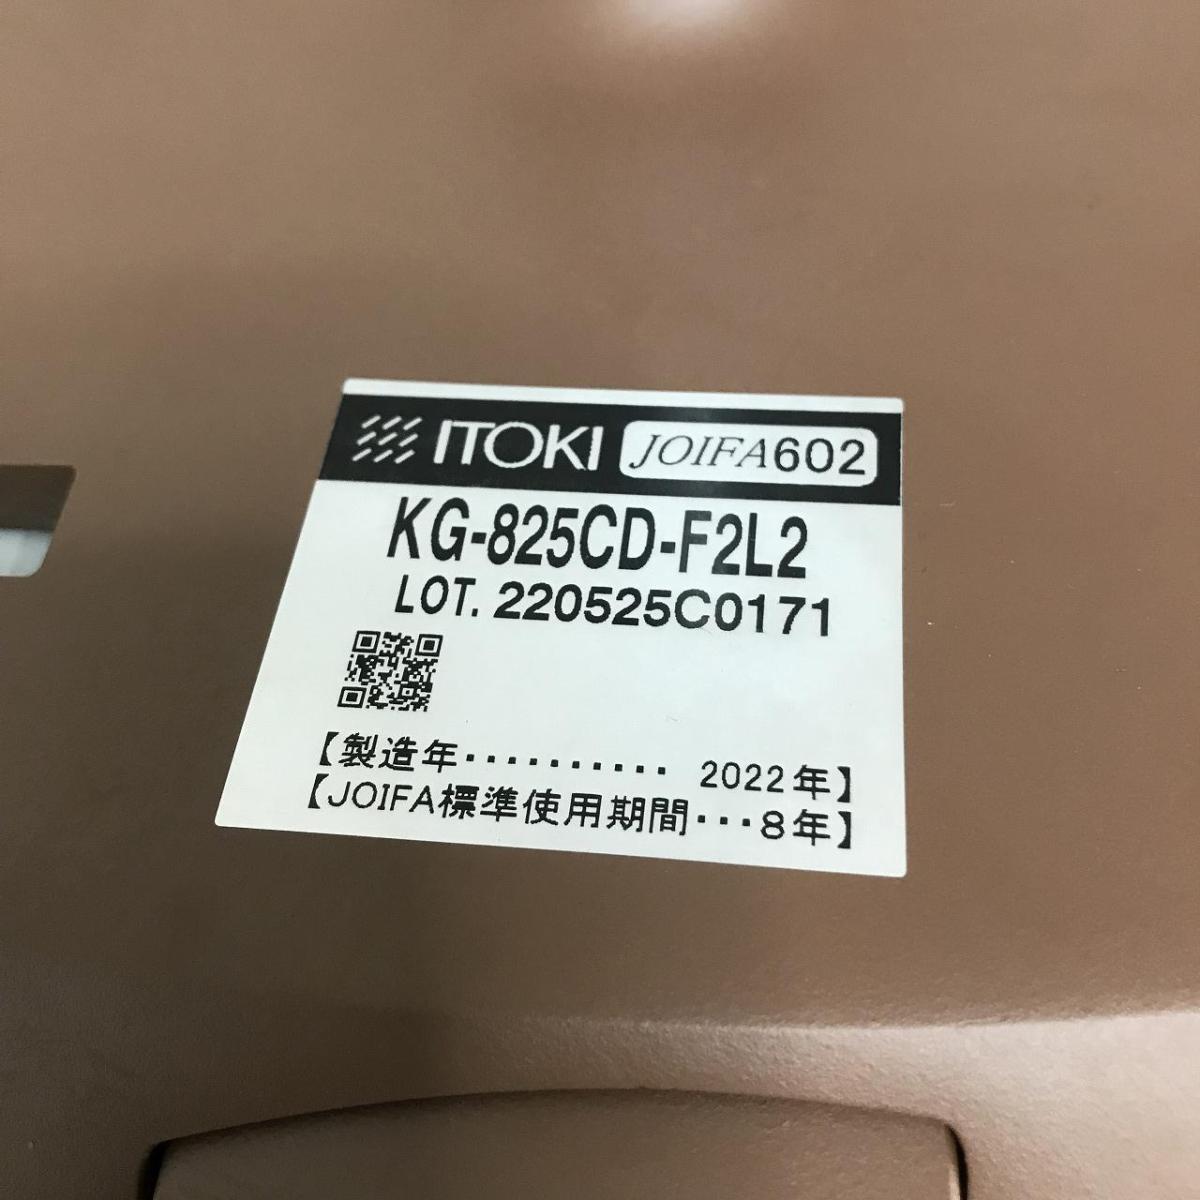 ITOKI JOIFA602
KG-825CD-F2L2
LOT. 220525C0171
【製造年・・・・・・・・・・ 2022年】
【JOIFA標準使用期間・・・8年】